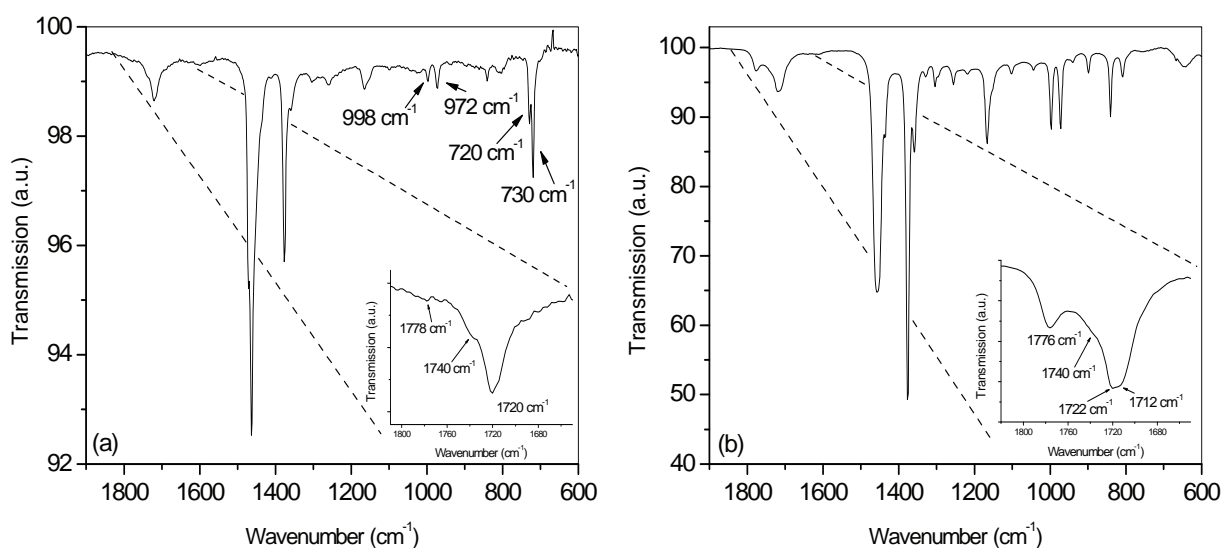 100
98
96
94
92
Transmission (a.u.)
998 cm⁻¹
972 cm⁻¹
720 cm⁻¹
730 cm⁻¹
(a)
Transmission (a.u.)
1778 cm⁻¹
1740 cm⁻¹
1720 cm⁻¹
1800 1760 1720 1680
Wavenumber (cm⁻¹)
1800 1600 1400 1200 1000 800 600
Wavenumber (cm⁻¹)
100
90
80
70
60
50
40
Transmission (a.u.)
(b)
Transmission (a.u.)
1776 cm⁻¹
1740 cm⁻¹
1722 cm⁻¹
1712 cm⁻¹
1800 1760 1720 1680
Wavenumber (cm⁻¹)
1800 1600 1400 1200 1000 800 600
Wavenumber (cm⁻¹)